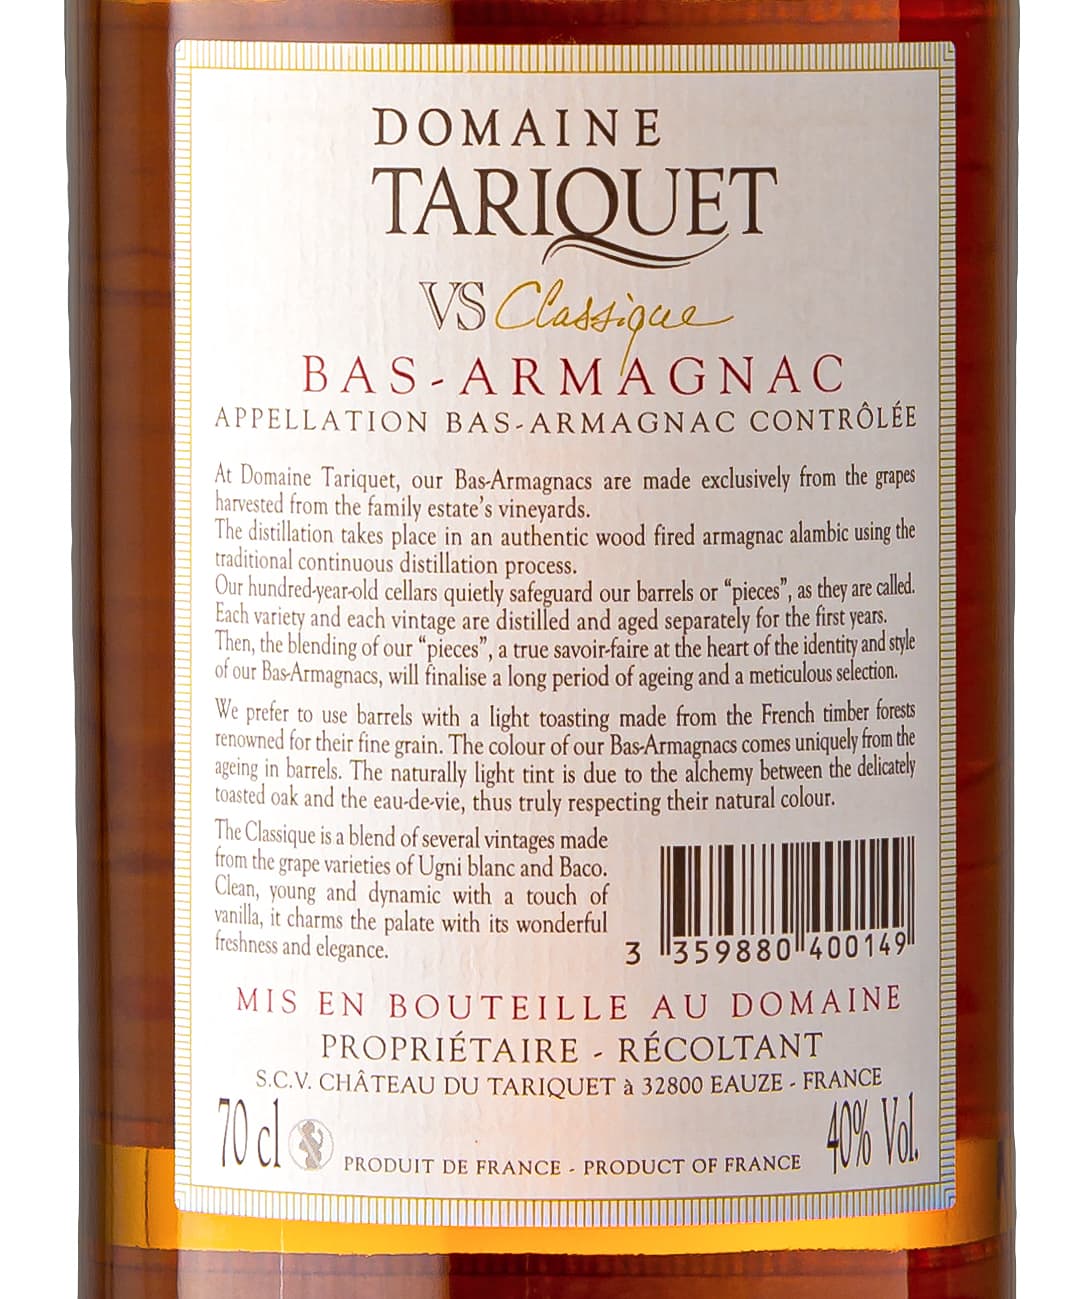 DOMAINE
TARIQUET
VS Classique
BAS-ARMAGNAC
APPELLATION BAS-ARMAGNAC CONTRÔLÉE
At Domaine Tariquet, our Bas-Armagnacs are made exclusively from the grapes
harvested from the family estate's vineyards.
The distillation takes place in an authentic wood fired armagnac alambic using the
traditional continuous distillation process.
Our hundred-year-old cellars quietly safeguard our barrels or “pieces”, as they are called.
Each variety and each vintage are distilled and aged separately for the first years.
Then, the blending of our “pieces”, a true savoir-faire at the heart of the identity and style
of our Bas-Armagnacs, will finalise a long period of ageing and a meticulous selection.
We prefer to use barrels with a light toasting made from the French timber forests
renowned for their fine grain. The colour of our Bas-Armagnacs comes uniquely from the
ageing in barrels. The naturally light tint is due to the alchemy between the delicately
toasted oak and the eau-de-vie, thus truly respecting their natural colour.
The Classique is a blend of several vintages made
from the grape varieties of Ugni blanc and Baco.
Clean, young and dynamic with a touch of
vanilla, it charms the palate with its wonderful
freshness and elegance.
3 359880 400149
MIS EN BOUTEILLE AU DOMAINE
PROPRIÉTAIRE - RÉCOLTANT
S.C.V. CHÂTEAU DU TARIQUET à 32800 EAUZE - FRANCE
70 cl
PRODUIT DE FRANCE - PRODUCT OF FRANCE
40% Vol.